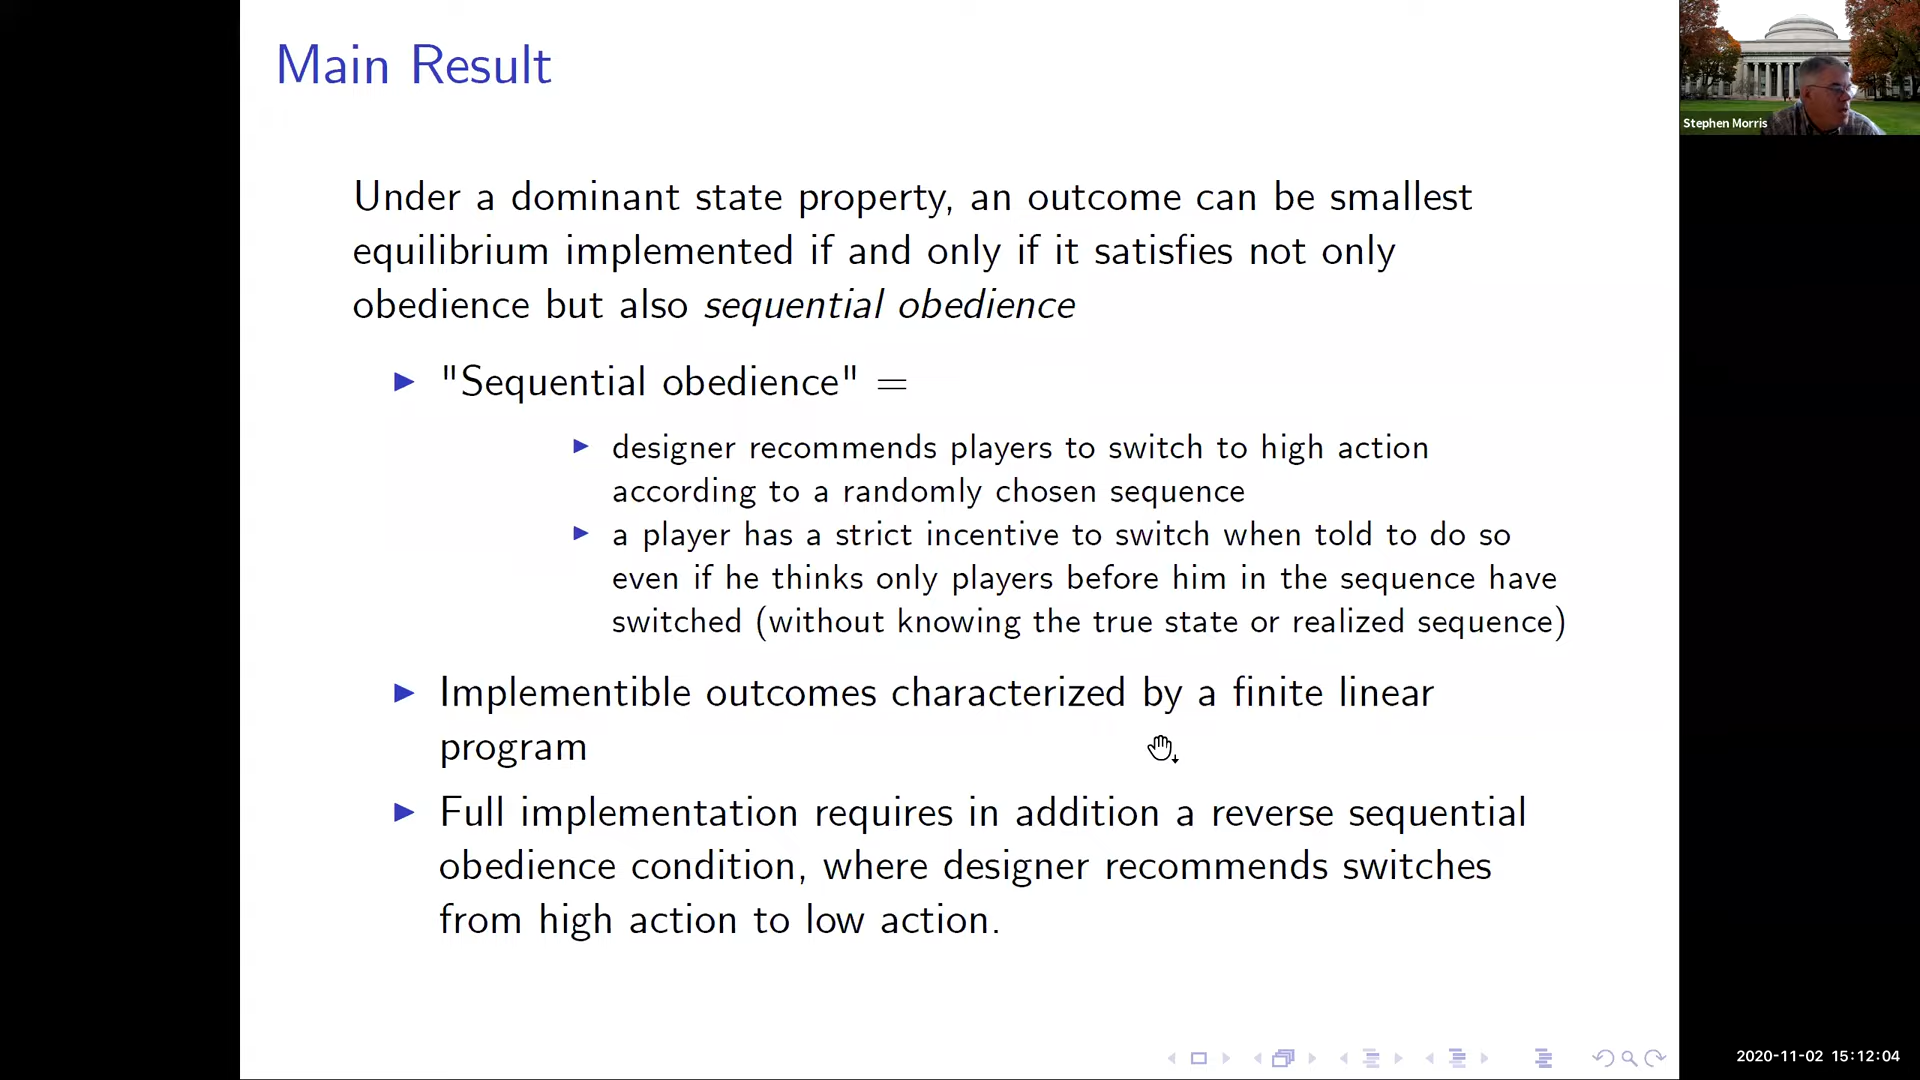 Main Result
Under a dominant state property, an outcome can be smallest
equilibrium implemented if and only if it satisfies not only
obedience but also sequential obedience
"Sequential obedience" =
designer recommends players to switch to high action
according to a randomly chosen sequence
a player has a strict incentive to switch when told to do so
even if he thinks only players before him in the sequence have
switched (without knowing the true state or realized sequence)
Implementible outcomes characterized by a finite linear
program
Full implementation requires in addition a reverse sequential
obedience condition, where designer recommends switches
from high action to low action.
Stephen Morris
2020-11-02 15:12:04